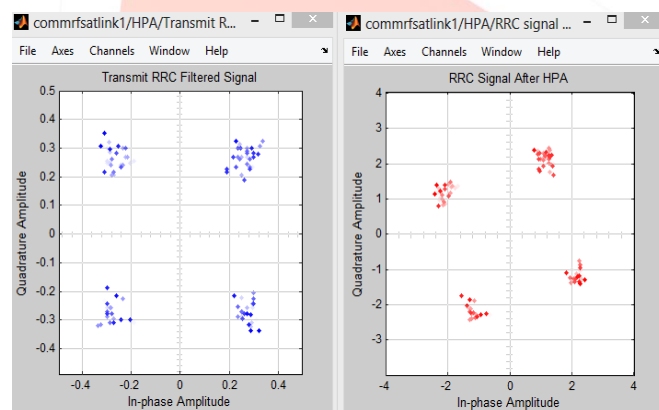 commrfsatlink1/HPA/Transmit R...
File Axes Channels Window Help
Transmit RRC Filtered Signal
Quadrature Amplitude
0.5
0.4
0.3
0.2
0.1
0
-0.1
-0.2
-0.3
-0.4
-0.4 -0.2 0 0.2 0.4
In-phase Amplitude
commrfsatlink1/HPA/RRC signal ...
File Axes Channels Window Help
RRC Signal After HPA
Quadrature Amplitude
4
3
2
1
0
-1
-2
-3
-4 -2 0 2 4
In-phase Amplitude